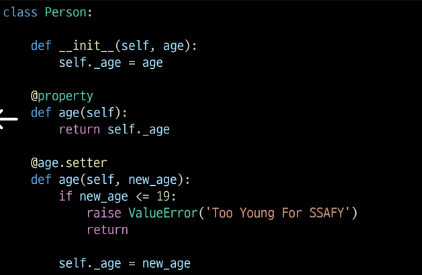 class Person:
def __init__(self, age):
self._age = age
@property
def age(self):
return self._age
@age.setter
def age(self, new_age):
if new_age <= 19:
raise ValueError('Too Young For SSAFY')
return
self._age = new_age